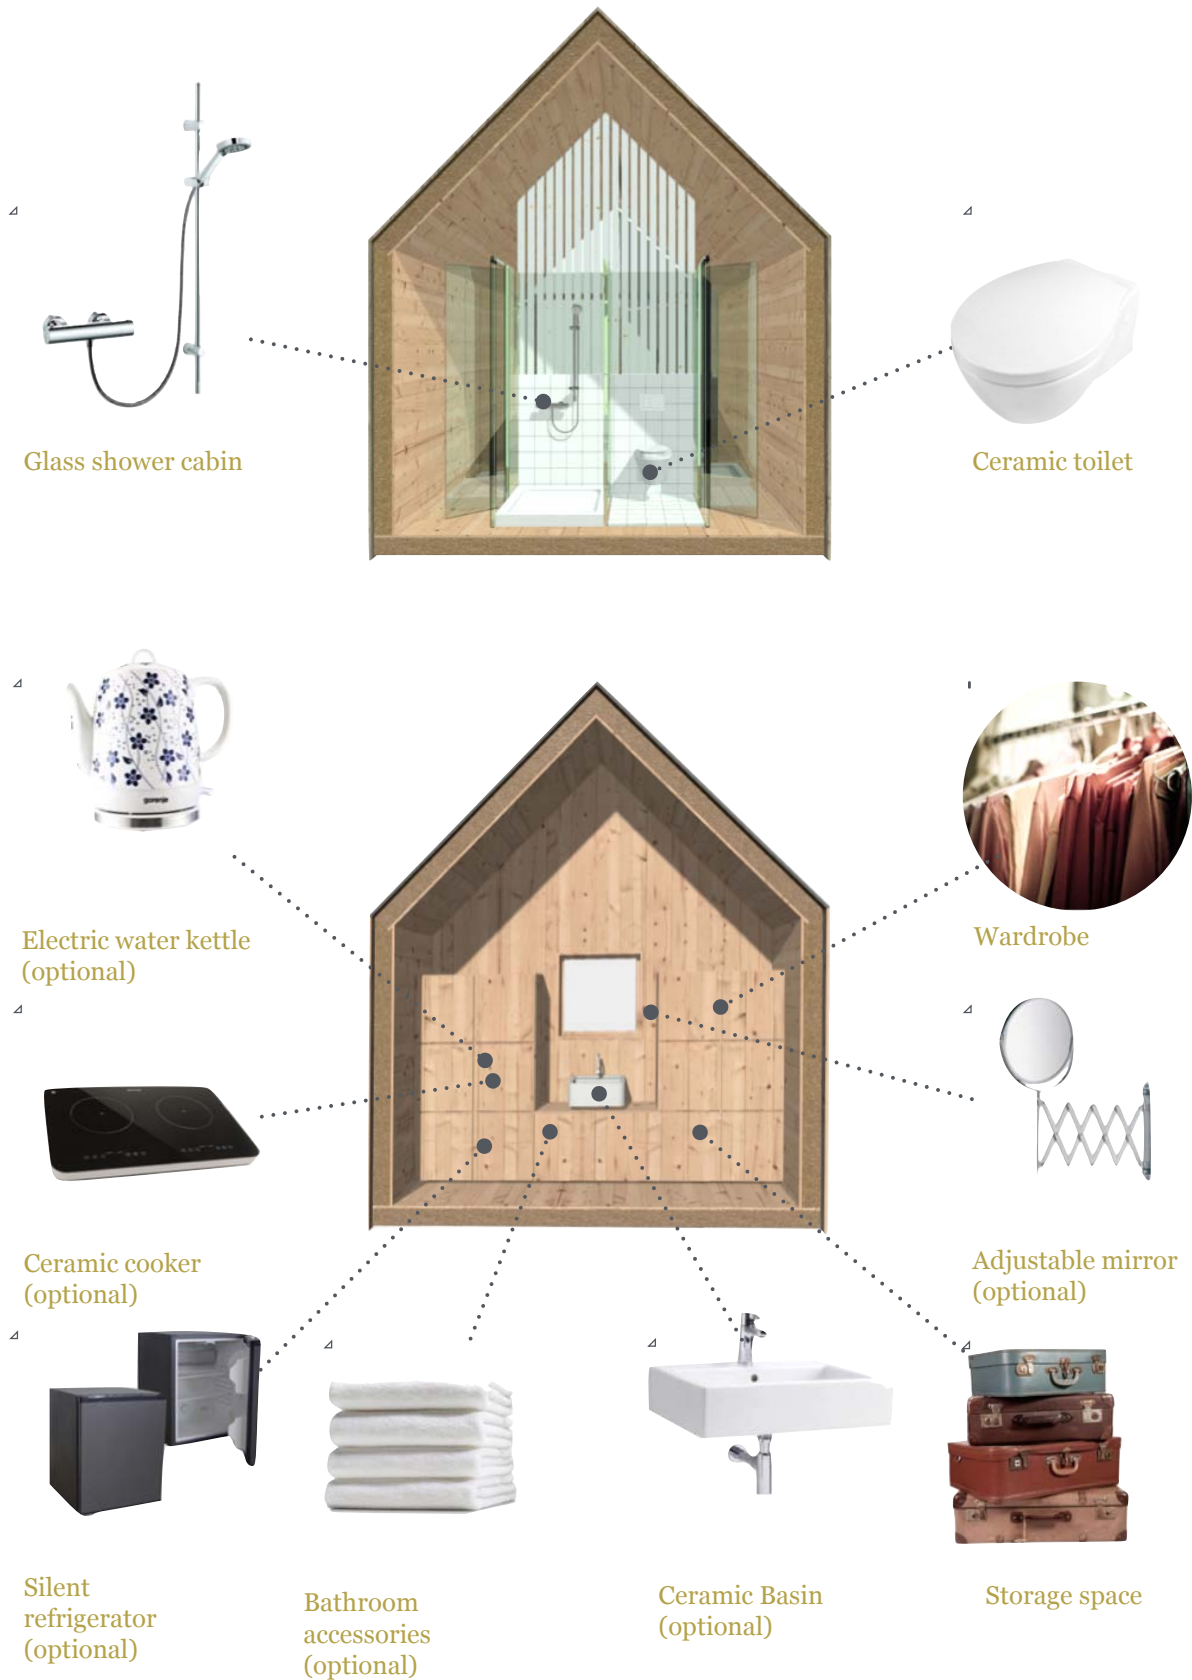 Glass shower cabin
Ceramic toilet
gorenje
Electric water kettle
(optional)
Wardrobe
Ceramic cooker
(optional)
Adjustable mirror
(optional)
Silent
refrigerator
(optional)
Bathroom
accessories
(optional)
Ceramic Basin
(optional)
Storage space